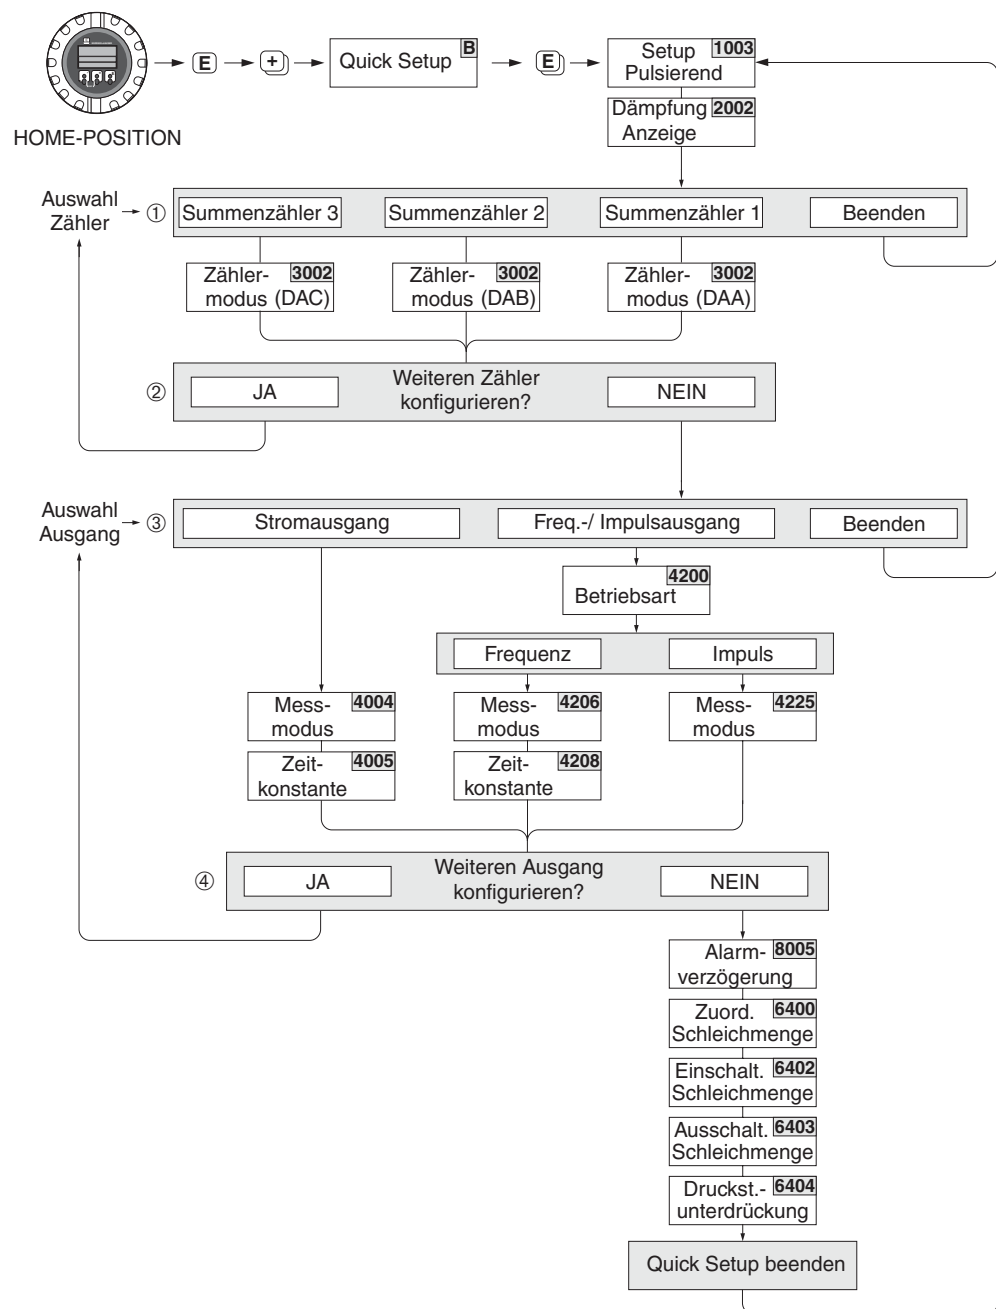 HOME-POSITION
E
+
Quick Setup B
E
Setup 1003
Pulsierend
Dämpfung 2002
Anzeige
Auswahl
Zähler
①
Summenzähler 3
Summenzähler 2
Summenzähler 1
Beenden
Zähler- 3002
modus (DAC)
Zähler- 3002
modus (DAB)
Zähler- 3002
modus (DAA)
②
JA
Weiteren Zähler
konfigurieren?
NEIN
Auswahl
Ausgang
③
Stromausgang
Freq.-/ Impulsausgang
Beenden
4200
Betriebsart
Frequenz
Impuls
Mess- 4004
modus
Mess- 4206
modus
Mess- 4225
modus
Zeit- 4005
konstante
Zeit- 4208
konstante
④
JA
Weiteren Ausgang
konfigurieren?
NEIN
Alarm- 8005
verzögerung
Zuord. 6400
Schleichmenge
Einschalt. 6402
Schleichmenge
Ausschalt. 6403
Schleichmenge
Druckst.- 6404
unterdrückung
Quick Setup beenden